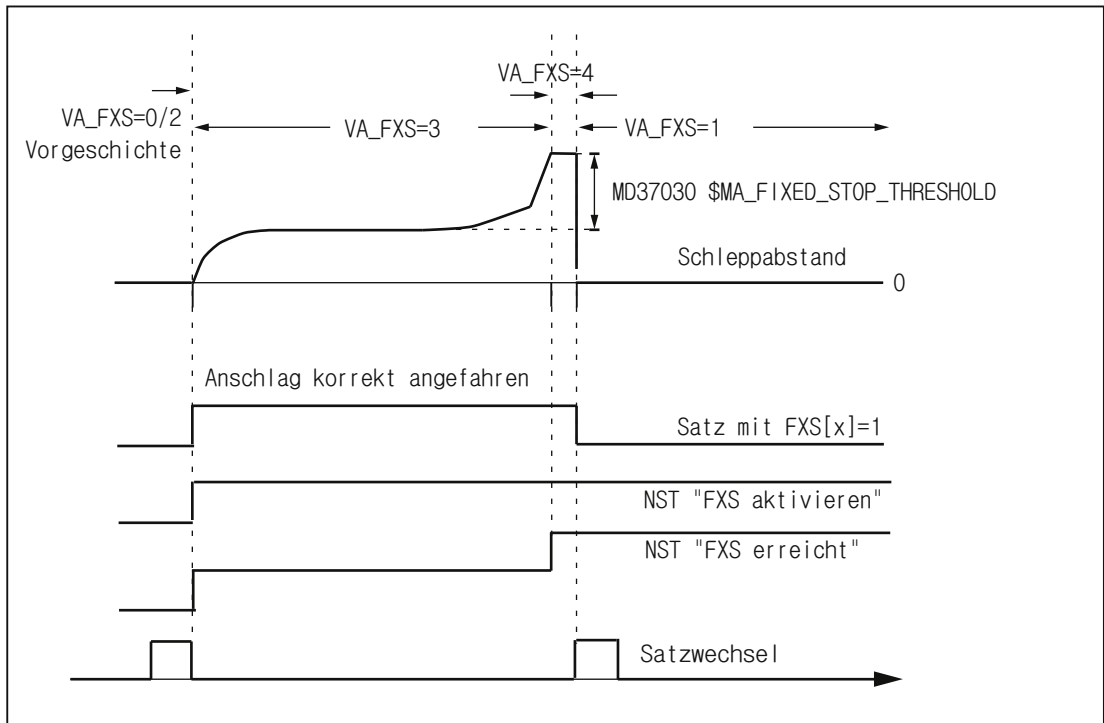 VA_FXS=4
VA_FXS=0/2
VA_FXS=3
VA_FXS=1
Vorgeschichte
MD37030 $MA_FIXED_STOP_THRESHOLD
Schleppabstand
0
Anschlag korrekt angefahren
Satz mit FXS[x]=1
NST "FXS aktivieren"
NST "FXS erreicht"
Satzwechsel